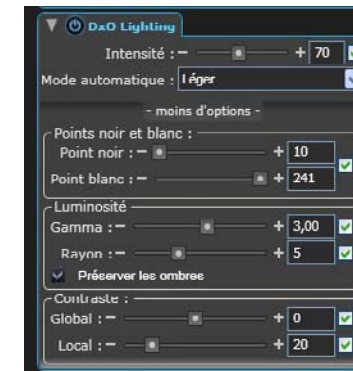 DxO Lighting
Intensité : - + 70
Mode automatique : Léger
- moins d'options -
Points noir et blanc :
Point noir : - + 10
Point blanc : - + 241
Luminosité
Gamma : - + 3,00
Rayon : - + 5
Préserver les ombres
Contraste :
Global : - + 0
Local : - + 20